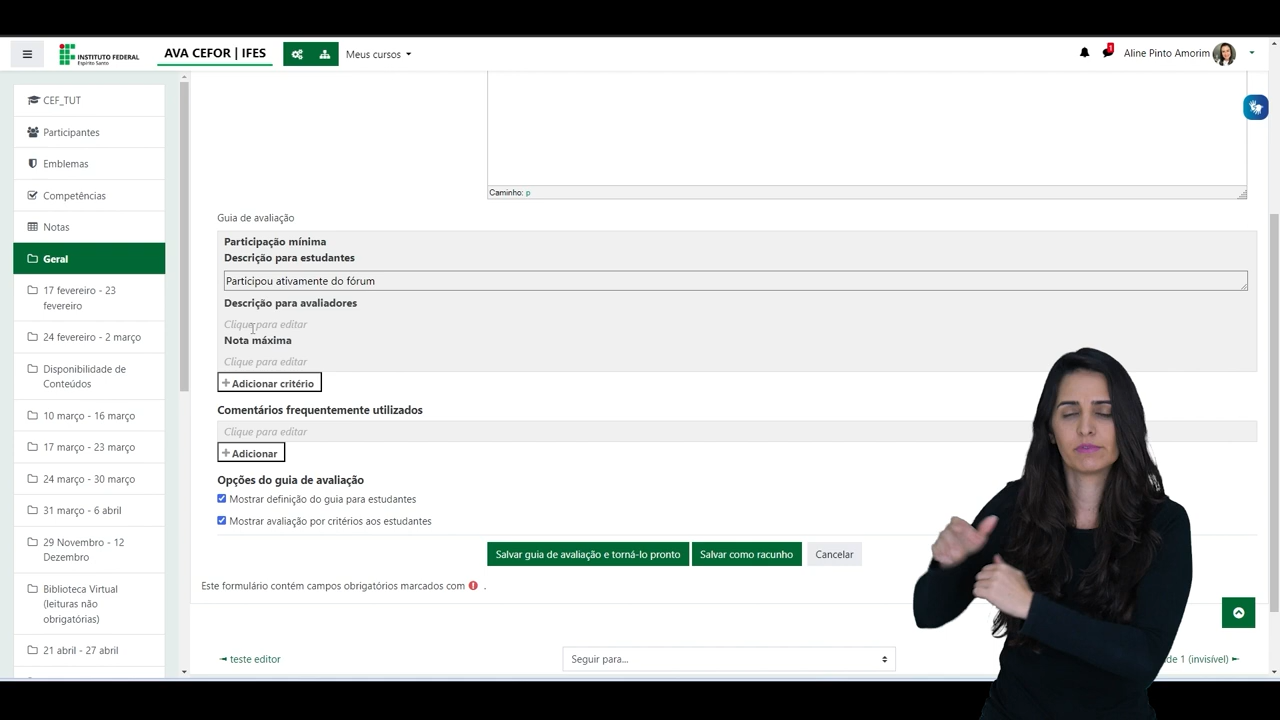 INSTITUTO FEDERAL
Espírito Santo
AVA CEFOR | IFES
Meus cursos
Aline Pinto Amorim
CEF_TUT
Participantes
Emblemas
Competências
Notas
Geral
17 fevereiro - 23
fevereiro
24 fevereiro - 2 março
Disponibilidade de
Conteúdos
10 março - 16 março
17 março - 23 março
24 março - 30 março
31 março - 6 abril
29 Novembro - 12
Dezembro
Biblioteca Virtual
(leituras não
obrigatórias)
21 abril - 27 abril
Caminho: p
Guia de avaliação
Participação mínima
Descrição para estudantes
Participou ativamente do fórum
Descrição para avaliadores
Clique para editar
Nota máxima
Clique para editar
+ Adicionar critério
Comentários frequentemente utilizados
Clique para editar
+ Adicionar
Opções do guia de avaliação
Mostrar definição do guia para estudantes
Mostrar avaliação por critérios aos estudantes
Salvar guia de avaliação e torná-lo pronto
Salvar como racunho
Cancelar
Este formulário contém campos obrigatórios marcados com .
◄ teste editor
Seguir para...
1 (invisível) ►